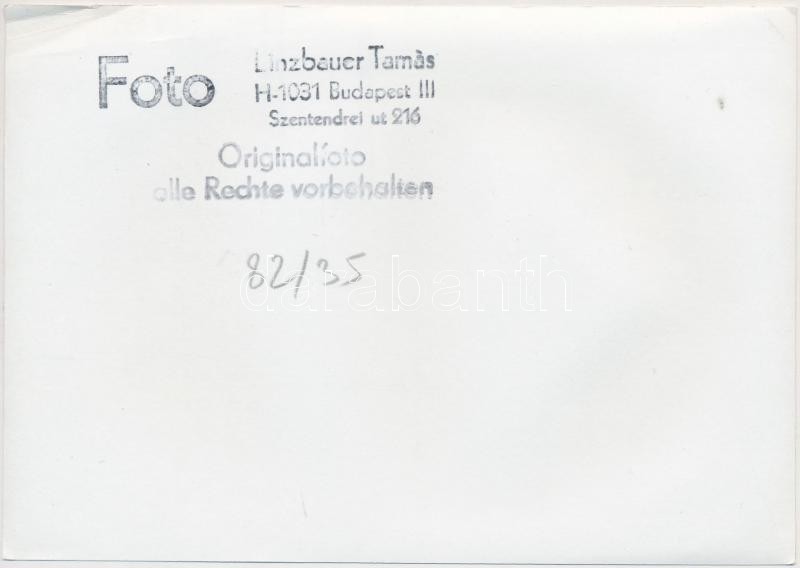 Foto
Linzbauer Tamàs
H-1031 Budapest III
Szentendrei ut 216
Originalfoto
alle Rechte vorbehalten
82/35
darabanth